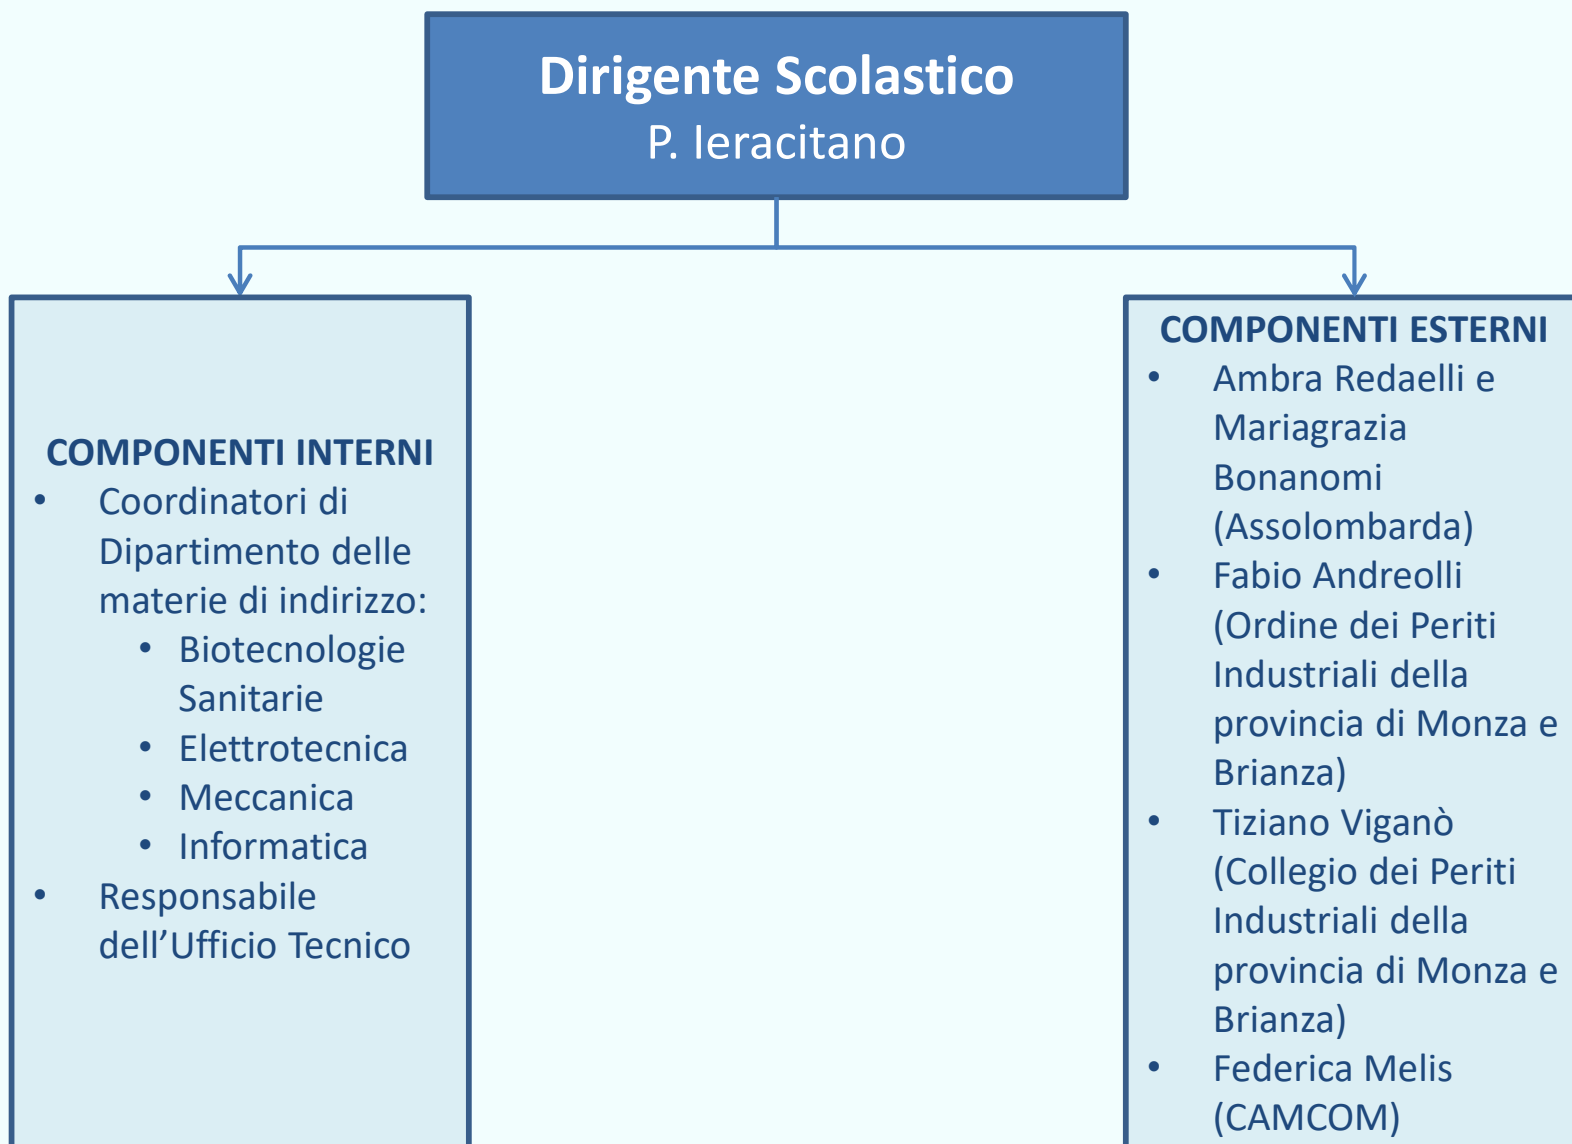 Dirigente Scolastico
P. Ieracitano
COMPONENTI INTERNI
• Coordinatori di
Dipartimento delle
materie di indirizzo:
• Biotecnologie
Sanitarie
• Elettrotecnica
• Meccanica
• Informatica
• Responsabile
dell’Ufficio Tecnico
COMPONENTI ESTERNI
• Ambra Redaelli e
Mariagrazia
Bonanomi
(Assolombarda)
• Fabio Andreolli
(Ordine dei Periti
Industriali della
provincia di Monza e
Brianza)
• Tiziano Viganò
(Collegio dei Periti
Industriali della
provincia di Monza e
Brianza)
• Federica Melis
(CAMCOM)